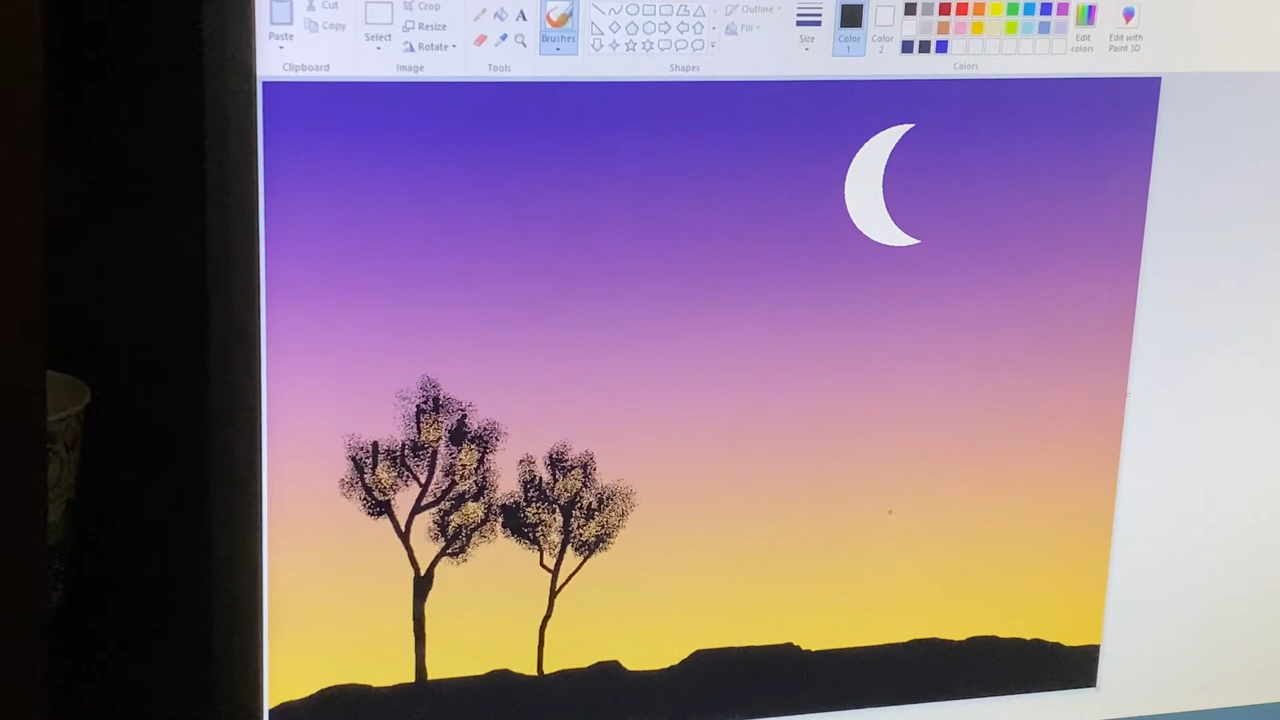 Cut
Copy
Paste
Clipboard
Select
Crop
Resize
Rotate
Image
A
Tools
Brushes
Outline
Fill
Shapes
Size
Color 1
Color 2
Edit colors
Edit with Paint 3D
Colors